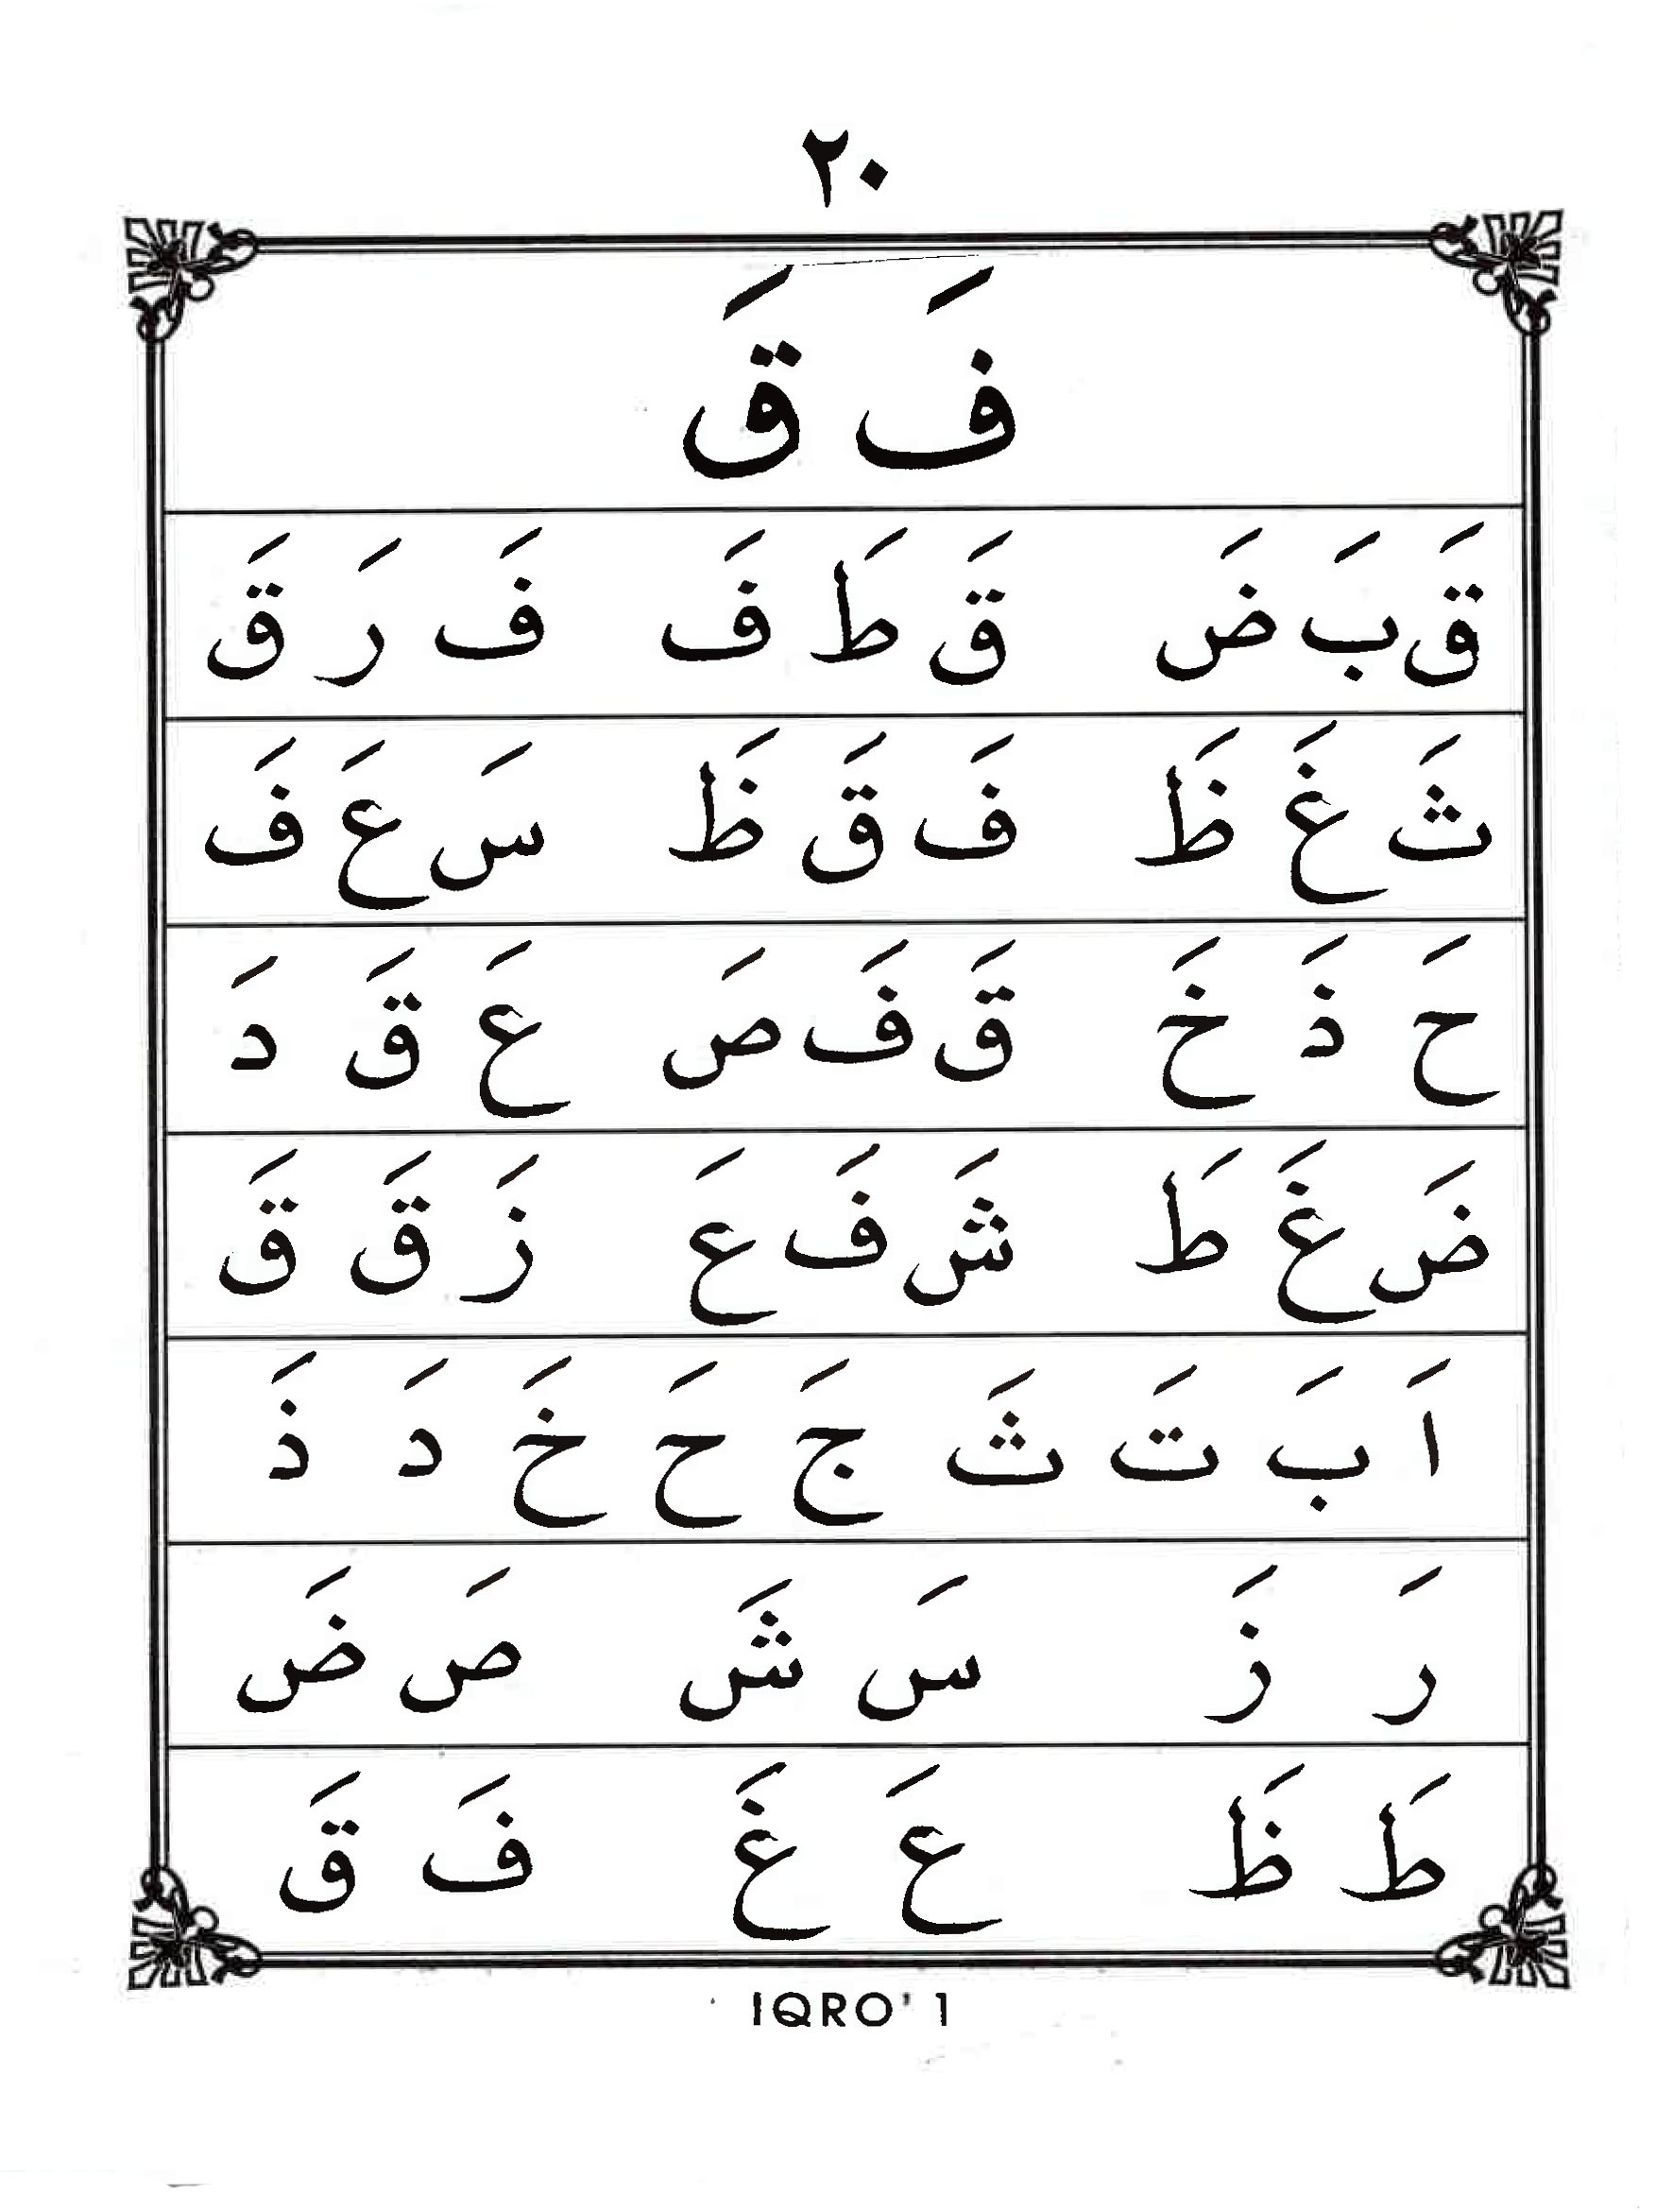 ٢٠
فَ قَ
قَ بَ ضَ قَ طَ فَ فَ رَ قَ
ثَ غَ ظَ فَ قَ ظَ سَ عَ فَ
حَ ذَ خَ قَ فَ صَ عَ قَ دَ
ضَ غَ طَ شَ فَ عَ زَ قَ قَ
اَ بَ تَ ثَ جَ حَ خَ دَ ذَ
رَ زَ سَ شَ صَ ضَ
طَ ظَ عَ غَ فَ قَ
IQRO' 1